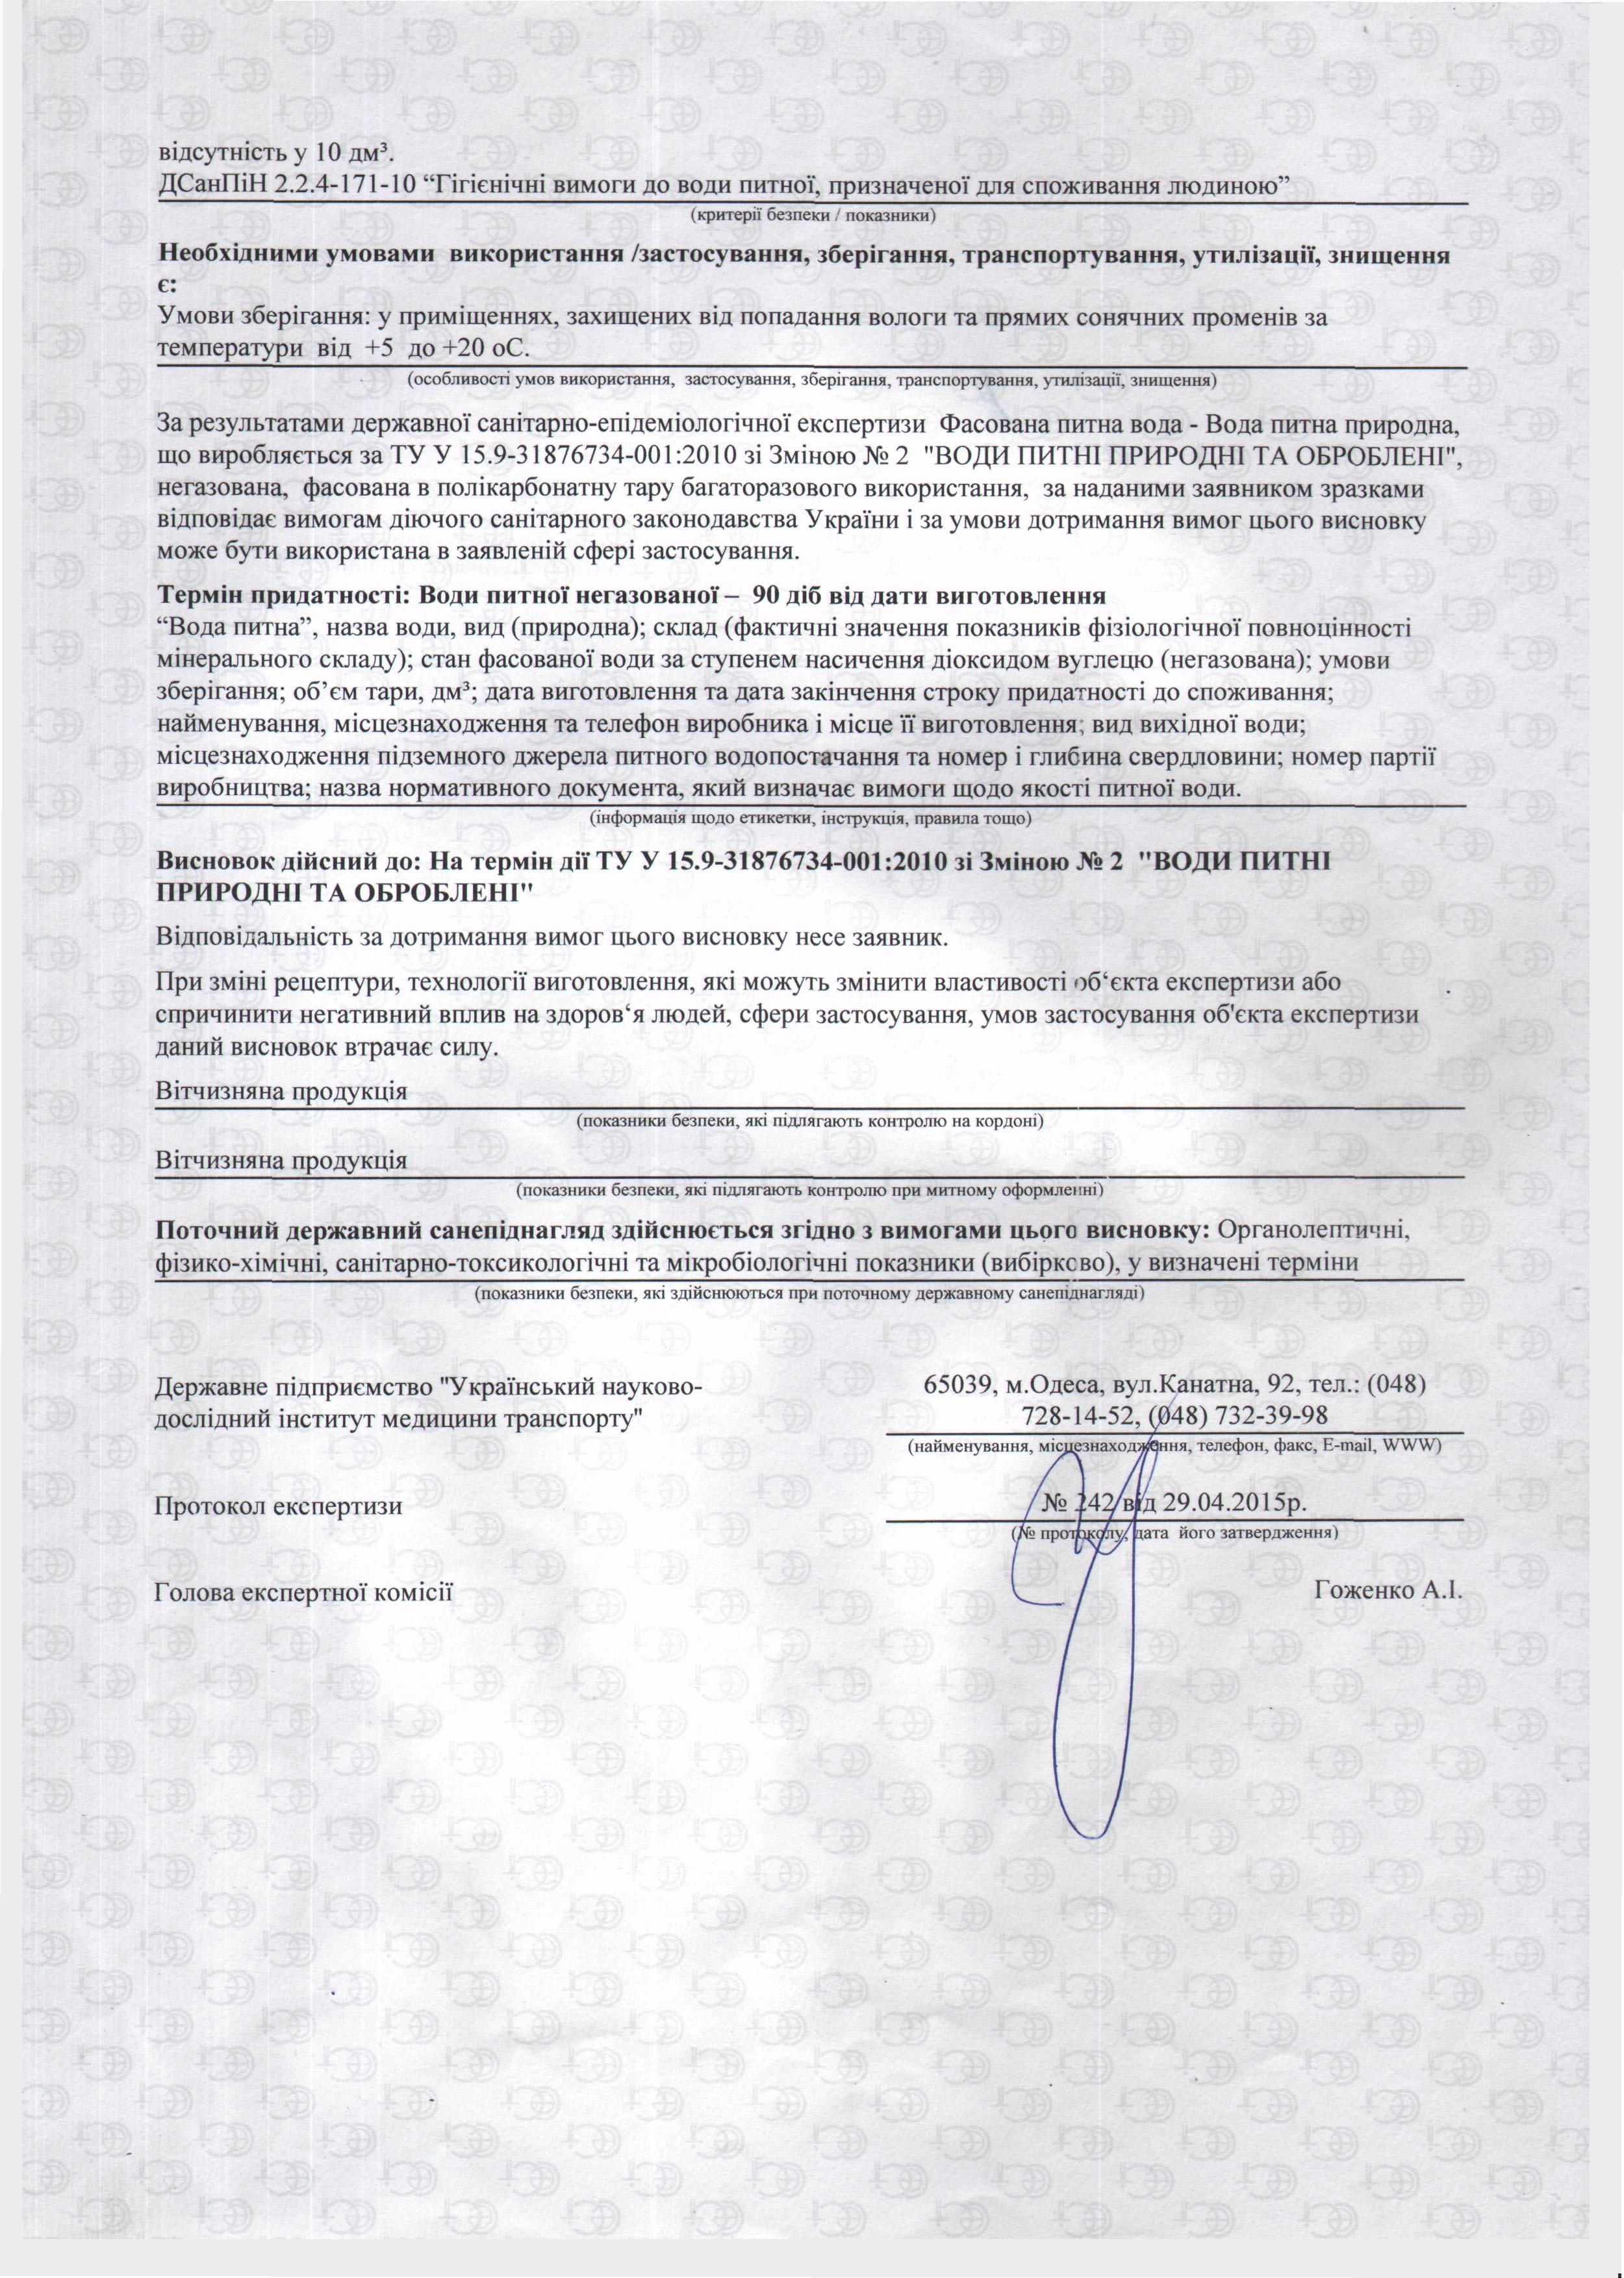 відсутність у 10 дм³.
ДСанПіН 2.2.4-171-10 “Гігієнічні вимоги до води питної, призначеної для споживання людиною”
(критерії безпеки / показники)
Необхідними умовами використання /застосування, зберігання, транспортування, утилізації, знищення
є:
Умови зберігання: у приміщеннях, захищених від попадання вологи та прямих сонячних променів за
температури від +5 до +20 оС.
(особливості умов використання, застосування, зберігання, транспортування, утилізації, знищення)
За результатами державної санітарно-епідеміологічної експертизи Фасована питна вода - Вода питна природна,
що виробляється за ТУ У 15.9-31876734-001:2010 зі Зміною № 2 "ВОДИ ПИТНІ ПРИРОДНІ ТА ОБРОБЛЕНІ",
негазована, фасована в полікарбонатну тару багаторазового використання, за наданими заявником зразками
відповідає вимогам діючого санітарного законодавства України і за умови дотримання вимог цього висновку
може бути використана в заявленій сфері застосування.
Термін придатності: Води питної негазованої – 90 діб від дати виготовлення
“Вода питна”, назва води, вид (природна); склад (фактичні значення показників фізіологічної повноцінності
мінерального складу); стан фасованої води за ступенем насичення діоксидом вуглецю (негазована); умови
зберігання; об’єм тари, дм³; дата виготовлення та дата закінчення строку придатності до споживання;
найменування, місцезнаходження та телефон виробника і місце її виготовлення; вид вихідної води;
місцезнаходження підземного джерела питного водопостачання та номер і глибина свердловини; номер партії
виробництва; назва нормативного документа, який визначає вимоги щодо якості питної води.
(інформація щодо етикетки, інструкція, правила тощо)
Висновок дійсний до: На термін дії ТУ У 15.9-31876734-001:2010 зі Зміною № 2 "ВОДИ ПИТНІ
ПРИРОДНІ ТА ОБРОБЛЕНІ"
Відповідальність за дотримання вимог цього висновку несе заявник.
При зміні рецептури, технології виготовлення, які можуть змінити властивості об‘єкта експертизи або
спричинити негативний вплив на здоров‘я людей, сфери застосування, умов застосування об'єкта експертизи
даний висновок втрачає силу.
Вітчизняна продукція
(показники безпеки, які підлягають контролю на кордоні)
Вітчизняна продукція
(показники безпеки, які підлягають контролю при митному оформленні)
Поточний державний санепіднагляд здійснюється згідно з вимогами цього висновку: Органолептичні,
фізико-хімічні, санітарно-токсикологічні та мікробіологічні показники (вибірково), у визначені терміни
(показники безпеки, які здійснюються при поточному державному санепіднагляді)
Державне підприємство "Український науково-
дослідний інститут медицини транспорту"
65039, м.Одеса, вул.Канатна, 92, тел.: (048)
728-14-52, (048) 732-39-98
(найменування, місцезнаходження, телефон, факс, E-mail, WWW)
Протокол експертизи
№ 242 від 29.04.2015р.
(№ протоколу, дата його затвердження)
Голова експертної комісії
Гоженко А.І.